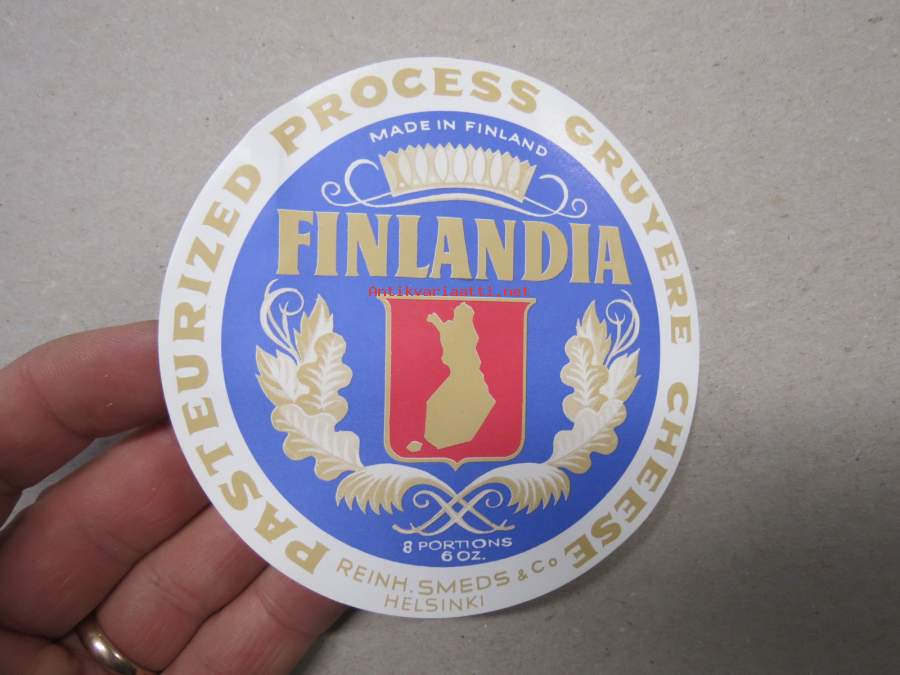 PASTEURIZED PROCESS GRUYERE CHEESE
MADE IN FINLAND
FINLANDIA
Antikvariaatti.net
8 PORTIONS
6 OZ.
REINH. SMEDS & Co
HELSINKI